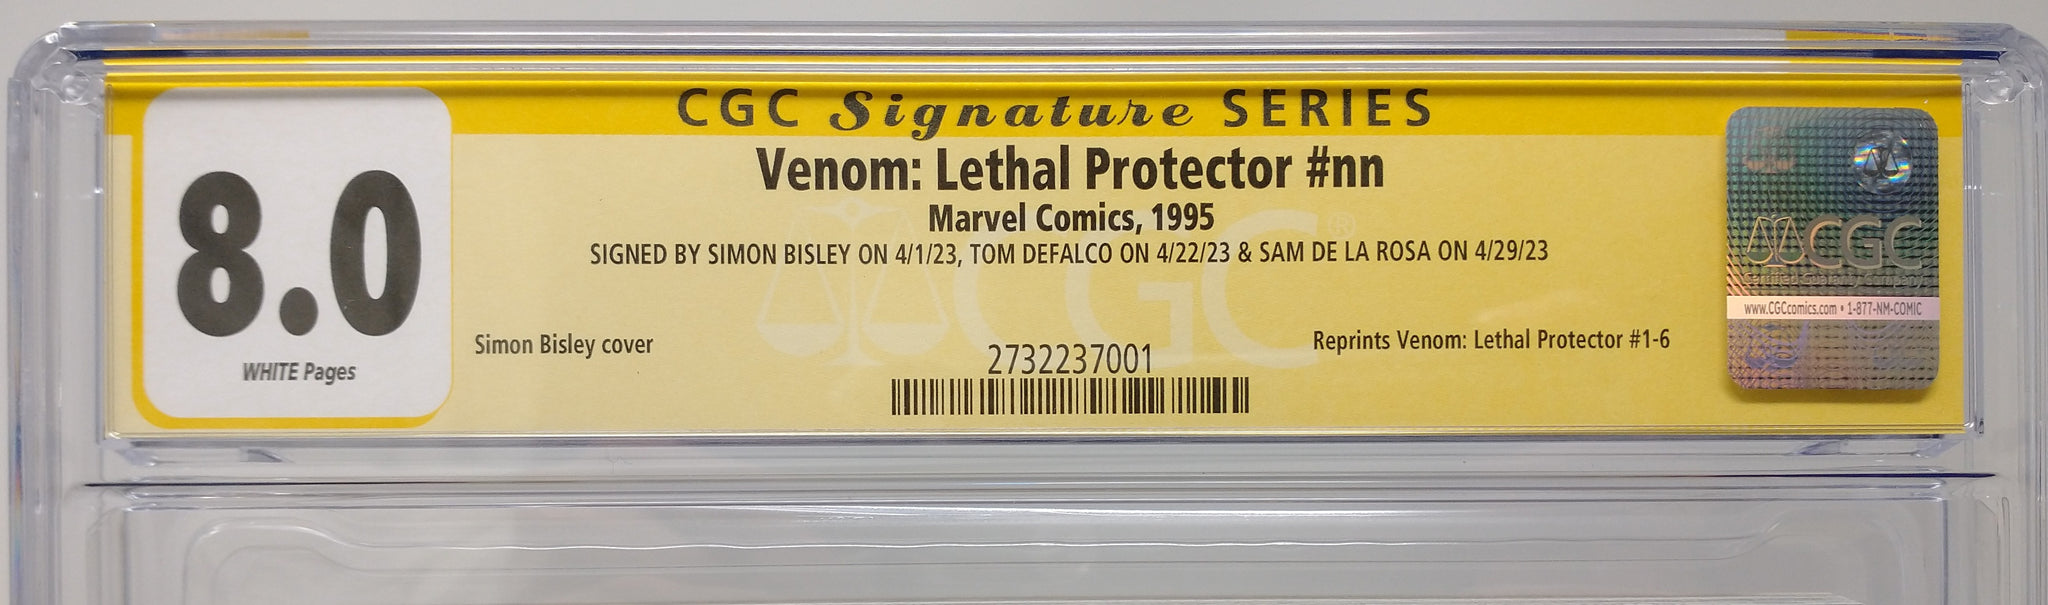 CGC Signature SERIES
8.0
WHITE Pages
Venom: Lethal Protector #nn
Marvel Comics, 1995
SIGNED BY SIMON BISLEY ON 4/1/23, TOM DEFALCO ON 4/22/23 & SAM DE LA ROSA ON 4/29/23
Simon Bisley cover
2732237001
Reprints Venom: Lethal Protector #1-6
CGC®
CGC
www.CGCcomics.com • 1-877-NM-COMIC